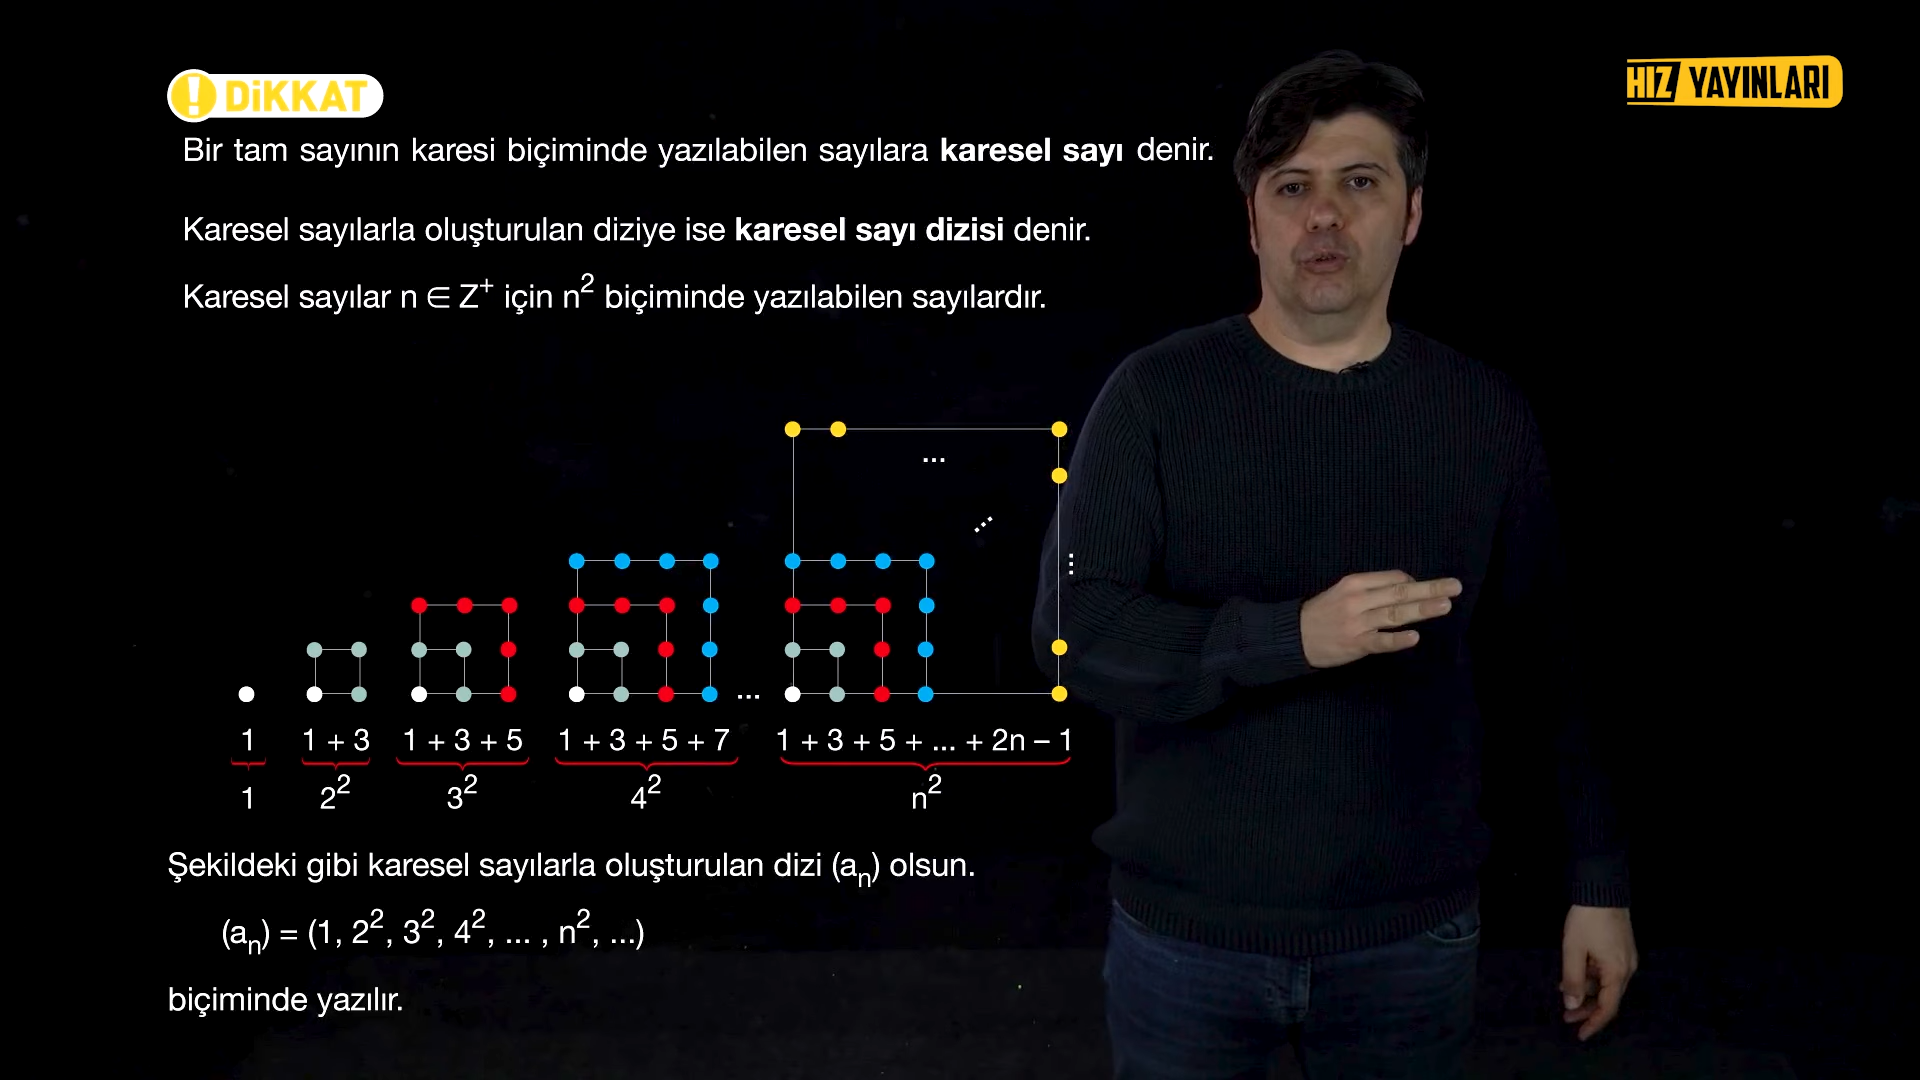 ! DİKKAT
HIZ YAYINLARI
Bir tam sayının karesi biçiminde yazılabilen sayılara karesel sayı denir.
Karesel sayılarla oluşturulan diziye ise karesel sayı dizisi denir.
Karesel sayılar n ∈ Z⁺ için n² biçiminde yazılabilen sayılardır.
...
...
...
...
1 1 + 3 1 + 3 + 5 1 + 3 + 5 + 7 1 + 3 + 5 + ... + 2n – 1
1 2² 3² 4² n²
Şekildeki gibi karesel sayılarla oluşturulan dizi (aₙ) olsun.
(aₙ) = (1, 2², 3², 4², ... , n², ...)
biçiminde yazılır.